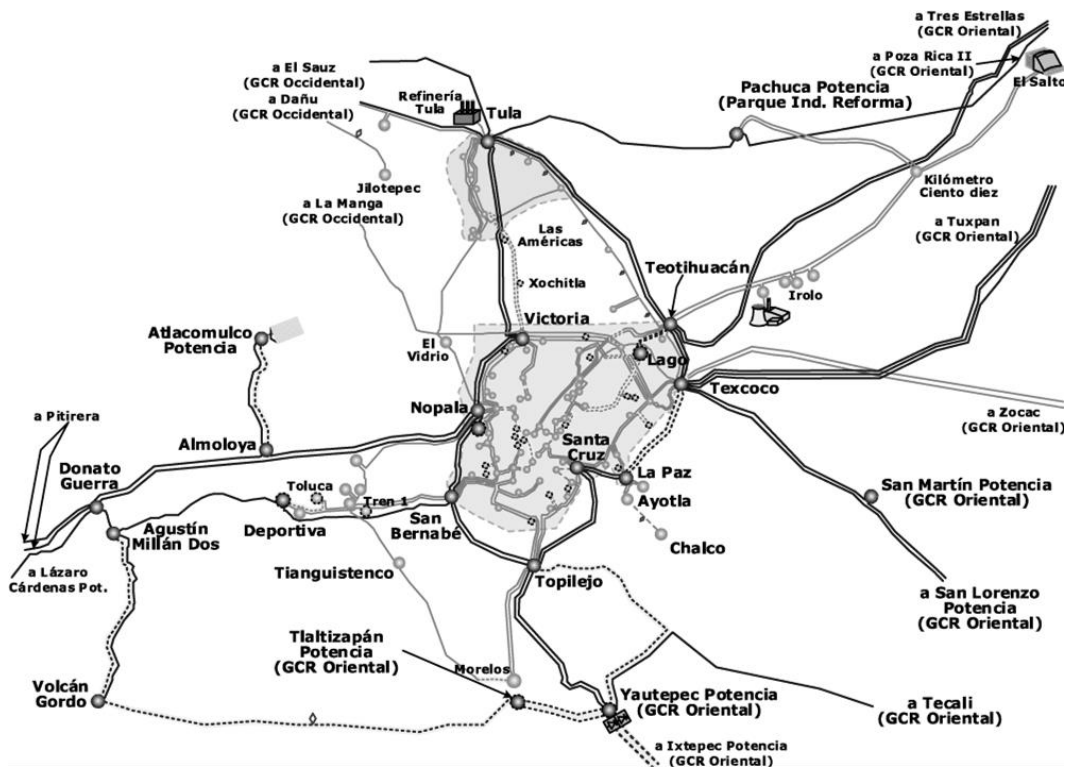 a Tres Estrellas
(GCR Oriental)
a Poza Rica II
(GCR Oriental)
El Salto
a El Sauz
(GCR Occidental)
a Dañu
(GCR Occidental)
Refinería
Tula
Tula
Pachuca Potencia
(Parque Ind. Reforma)
Jilotepec
Kilómetro
Ciento diez
a La Manga
(GCR Occidental)
Las
Américas
a Tuxpan
(GCR Oriental)
Teotihuacán
Xochitla
Irolo
Victoria
Atlacomulco
Potencia
El
Vidrio
Lago
Texcoco
Nopala
a Pitirera
a Zocac
(GCR Oriental)
Almoloya
Santa
Cruz
Donato
Guerra
La Paz
Toluca
San Martín Potencia
(GCR Oriental)
Tren 1
Ayotla
Deportiva
San
Bernabé
Agustín
Millán Dos
Chalco
a Lázaro
Cárdenas Pot.
Tianguistenco
Topilejo
a San Lorenzo
Potencia
(GCR Oriental)
Tlaltizapán
Potencia
(GCR Oriental)
Morelos
Volcán
Gordo
Yautepec Potencia
(GCR Oriental)
a Tecali
(GCR Oriental)
a Ixtepec Potencia
(GCR Oriental)